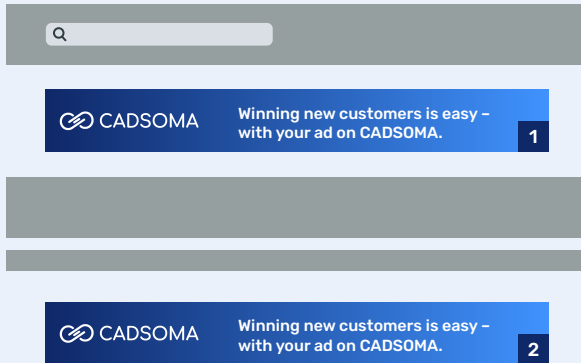 CADSOMA
Winning new customers is easy –
with your ad on CADSOMA.
1
CADSOMA
Winning new customers is easy –
with your ad on CADSOMA.
2